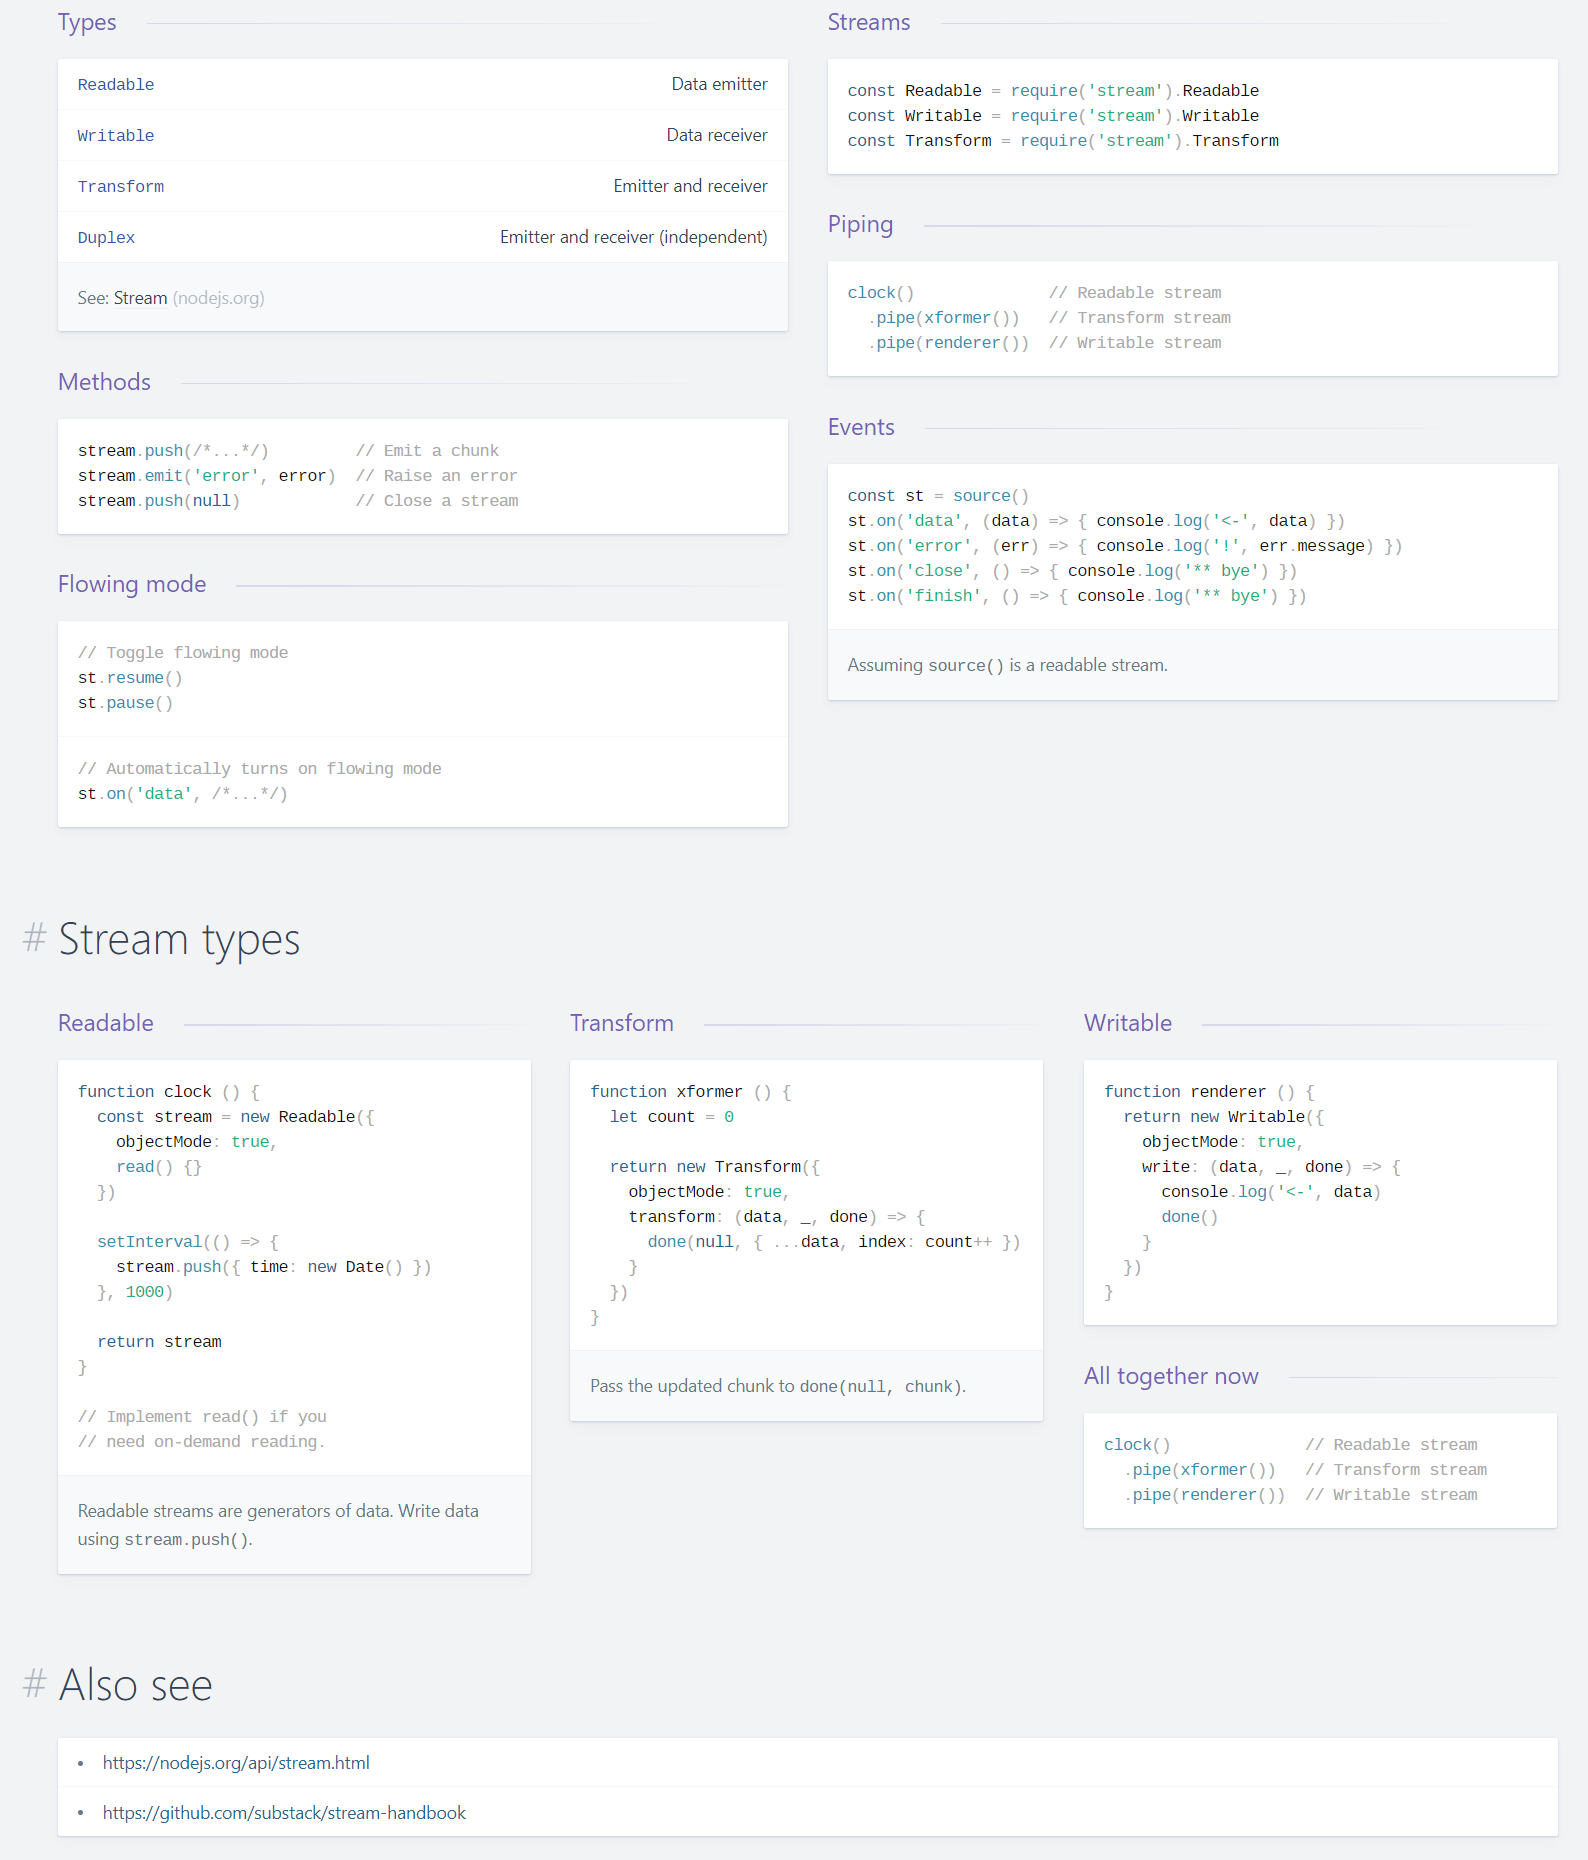 Types
Readable Data emitter
Writable Data receiver
Transform Emitter and receiver
Duplex Emitter and receiver (independent)
See: Stream (nodejs.org)
Methods
stream.push(/*...*/)         // Emit a chunk
stream.emit('error', error)  // Raise an error
stream.push(null)            // Close a stream
Flowing mode
// Toggle flowing mode
st.resume()
st.pause()
// Automatically turns on flowing mode
st.on('data', /*...*/)
Streams
const Readable = require('stream').Readable
const Writable = require('stream').Writable
const Transform = require('stream').Transform
Piping
clock()              // Readable stream
  .pipe(xformer())   // Transform stream
  .pipe(renderer())  // Writable stream
Events
const st = source()
st.on('data', (data) => { console.log('<-', data) })
st.on('error', (err) => { console.log('!', err.message) })
st.on('close', () => { console.log('** bye') })
st.on('finish', () => { console.log('** bye') })
Assuming source() is a readable stream.
# Stream types
Readable
function clock () {
  const stream = new Readable({
    objectMode: true,
    read() {}
  })
  setInterval(() => {
    stream.push({ time: new Date() })
  }, 1000)
  return stream
}
// Implement read() if you
// need on-demand reading.
Readable streams are generators of data. Write data
using stream.push().
Transform
function xformer () {
  let count = 0
  return new Transform({
    objectMode: true,
    transform: (data, _, done) => {
      done(null, { ...data, index: count++ })
    }
  })
}
Pass the updated chunk to done(null, chunk).
Writable
function renderer () {
  return new Writable({
    objectMode: true,
    write: (data, _, done) => {
      console.log('<-', data)
      done()
    }
  })
}
All together now
clock()              // Readable stream
  .pipe(xformer())   // Transform stream
  .pipe(renderer())  // Writable stream
# Also see
• https://nodejs.org/api/stream.html
• https://github.com/substack/stream-handbook